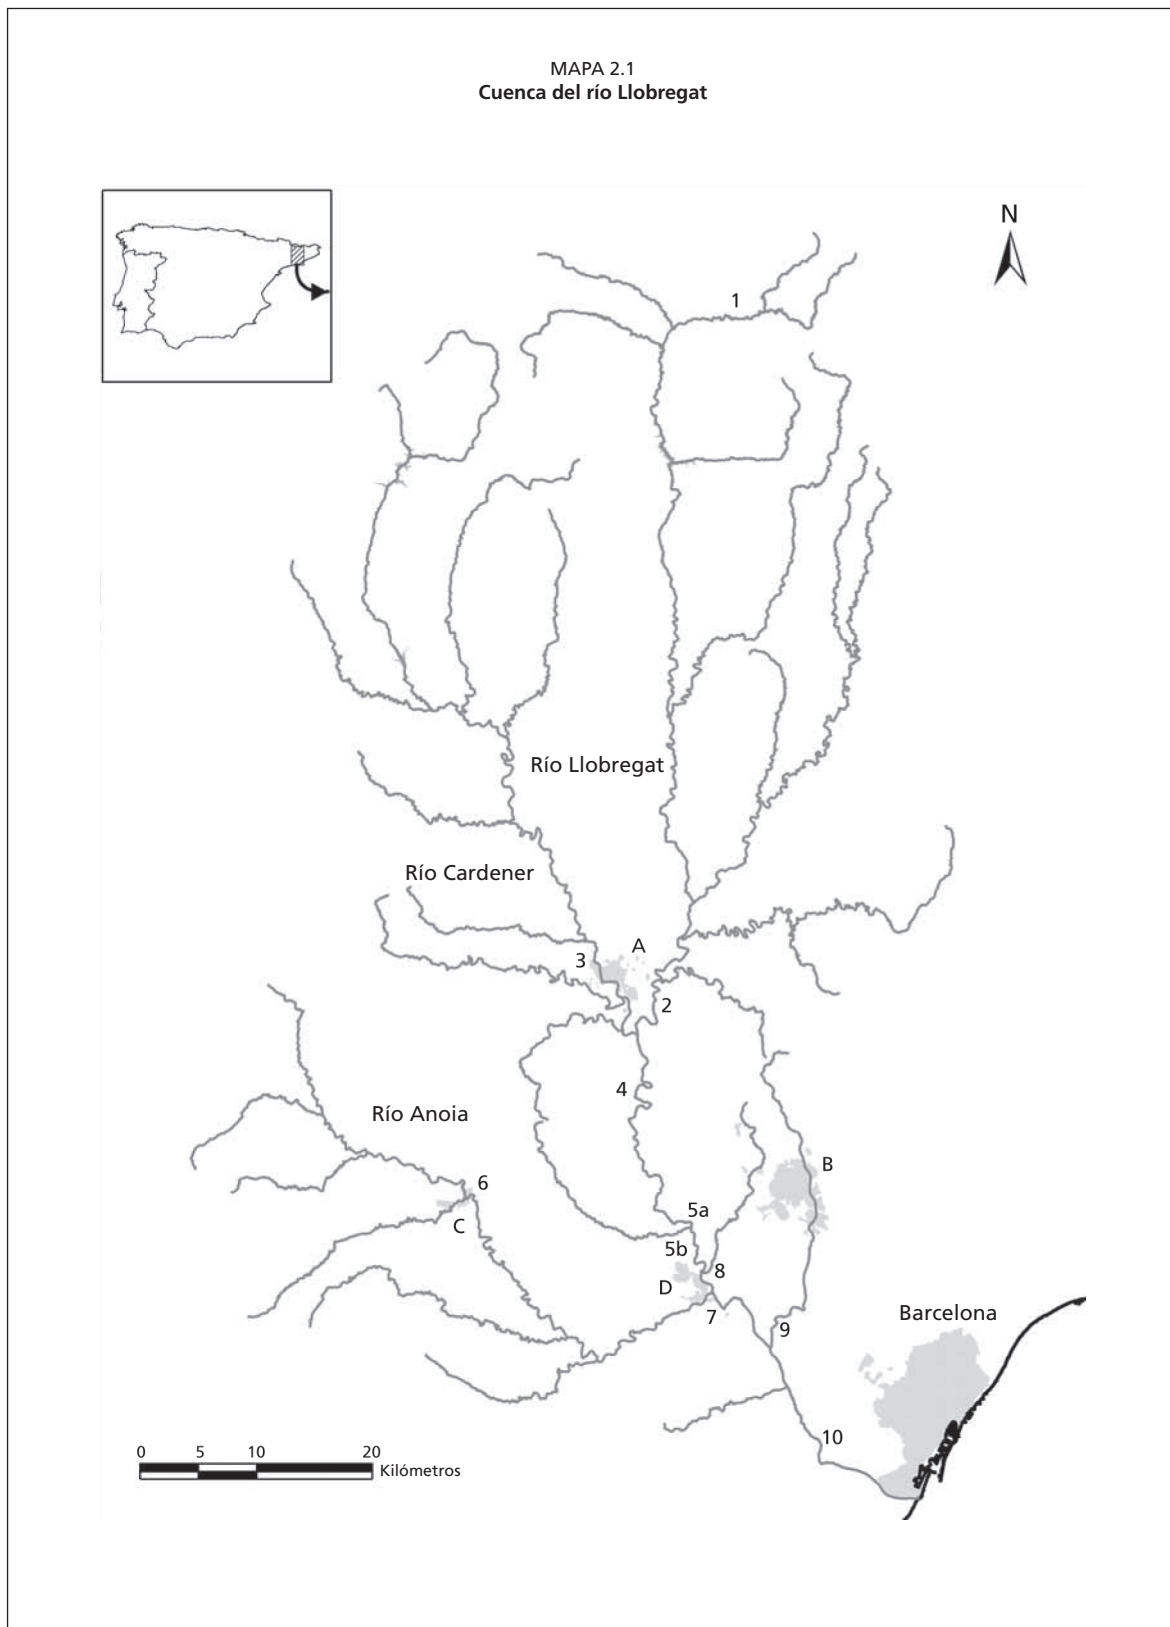 MAPA 2.1
Cuenca del río Llobregat
N
1
Río Llobregat
Río Cardener
A
3
2
4
Río Anoia
B
6
C
5a
5b
8
D
7
9
Barcelona
10
0 5 10 20
Kilómetros